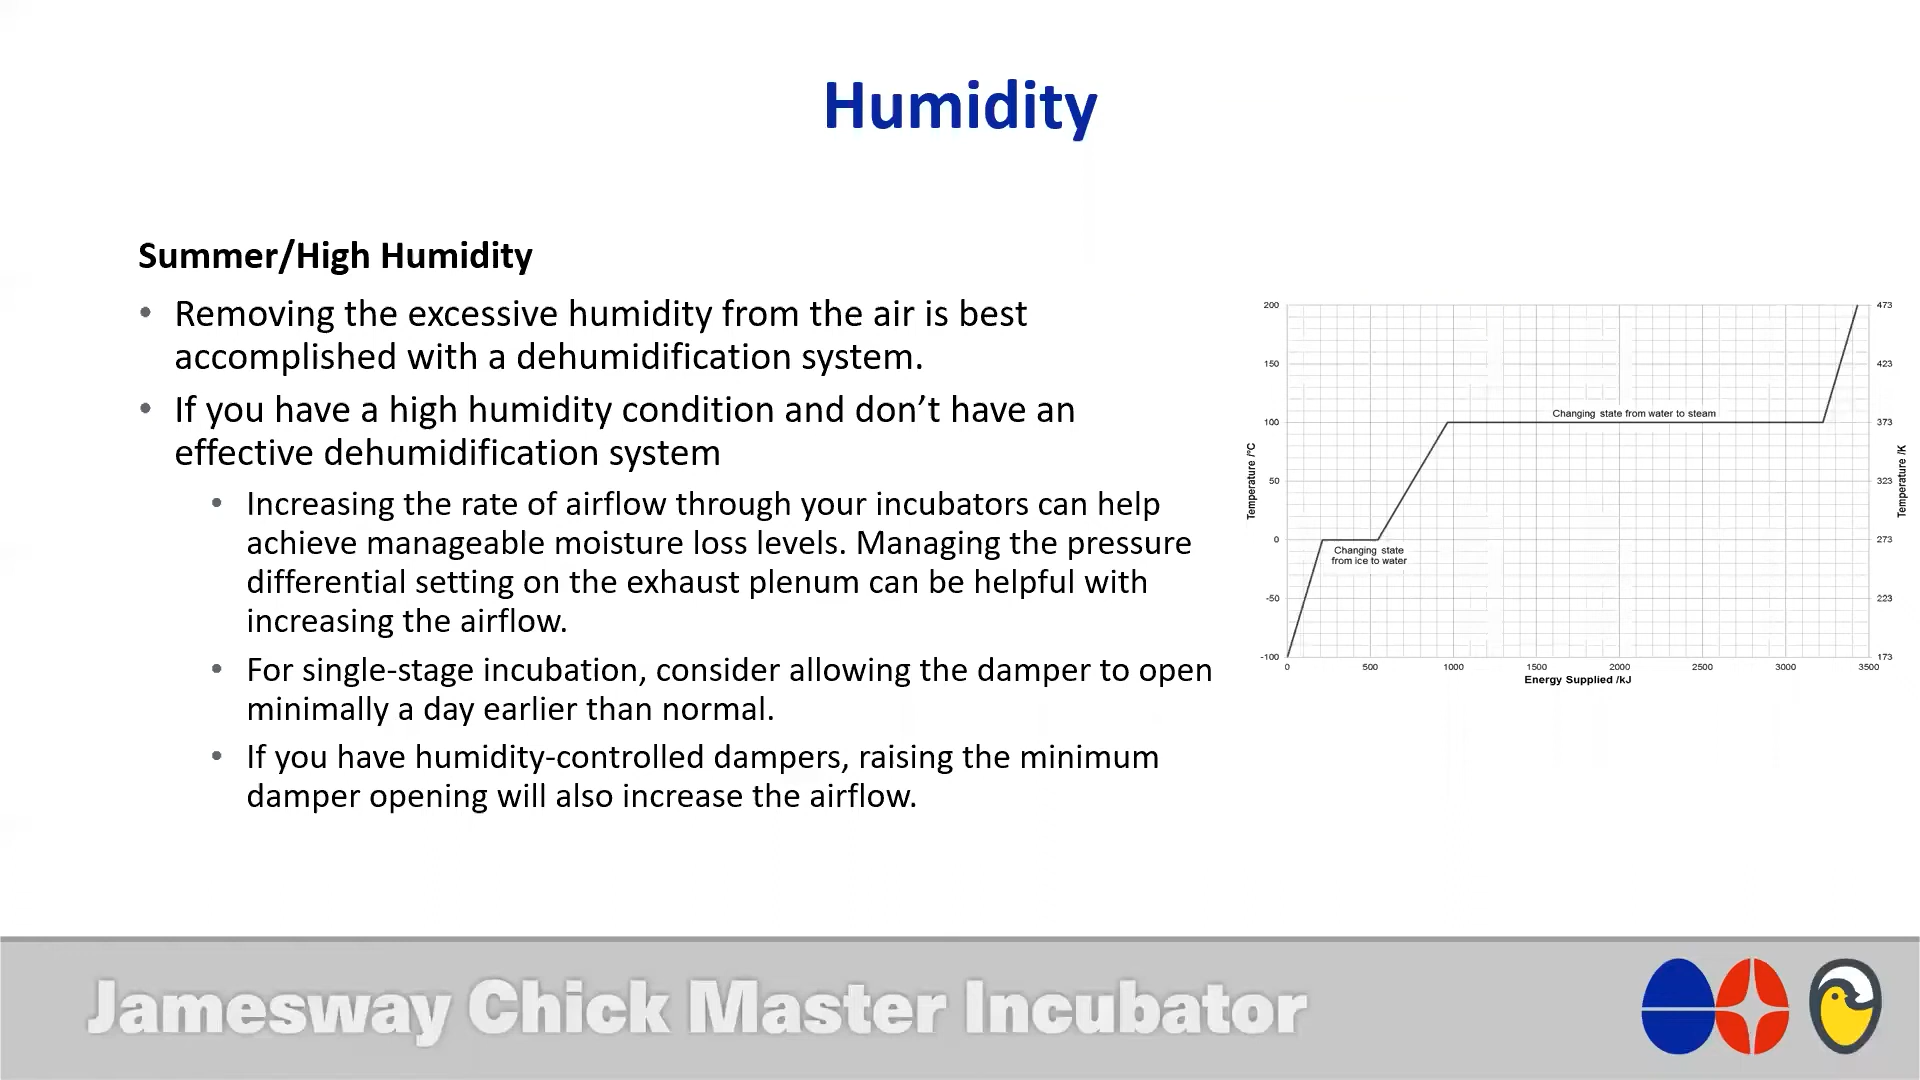 Humidity
Summer/High Humidity
• Removing the excessive humidity from the air is best
accomplished with a dehumidification system.
• If you have a high humidity condition and don’t have an
effective dehumidification system
• Increasing the rate of airflow through your incubators can help
achieve manageable moisture loss levels. Managing the pressure
differential setting on the exhaust plenum can be helpful with
increasing the airflow.
• For single-stage incubation, consider allowing the damper to open
minimally a day earlier than normal.
• If you have humidity-controlled dampers, raising the minimum
damper opening will also increase the airflow.
200
150
100
50
0
-50
-100
Temperature /°C
Changing state from water to steam
Changing state
from ice to water
473
423
373
323
273
223
173
Temperature /K
0 500 1000 1500 2000 2500 3000 3500
Energy Supplied /kJ
Jamesway Chick Master Incubator